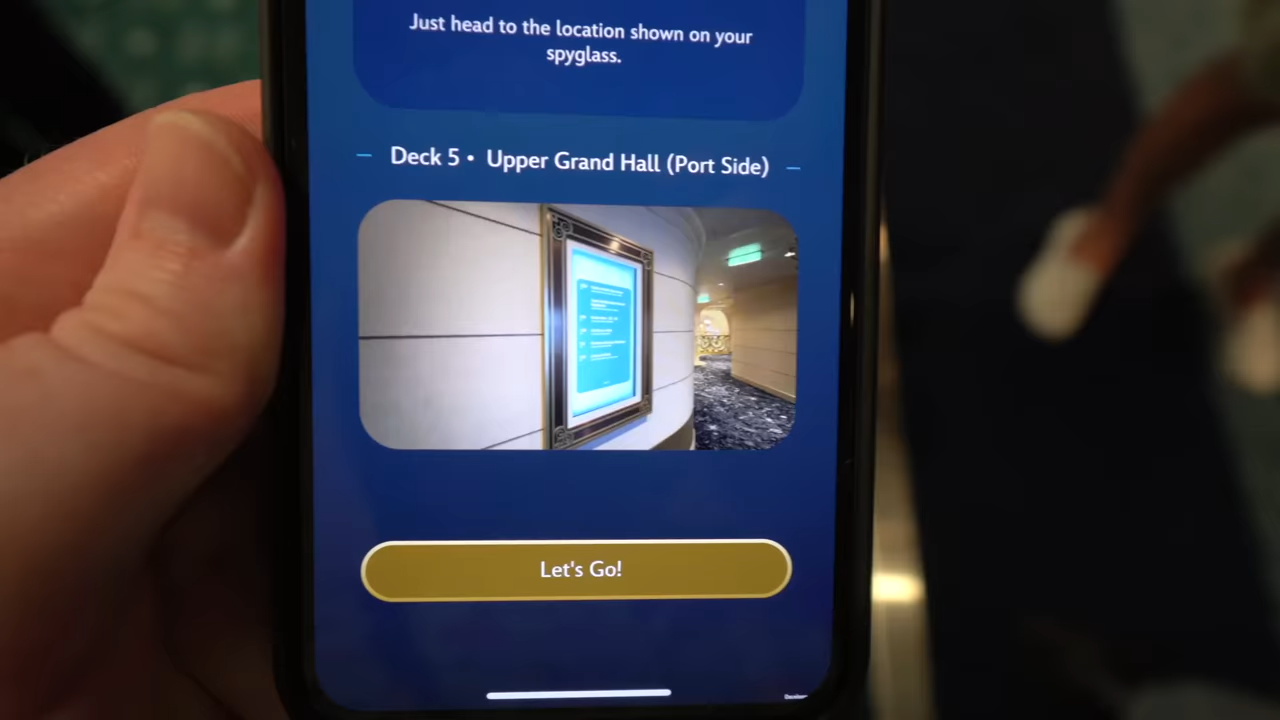 Just head to the location shown on your
spyglass.
Deck 5 • Upper Grand Hall (Port Side)
Let's Go!